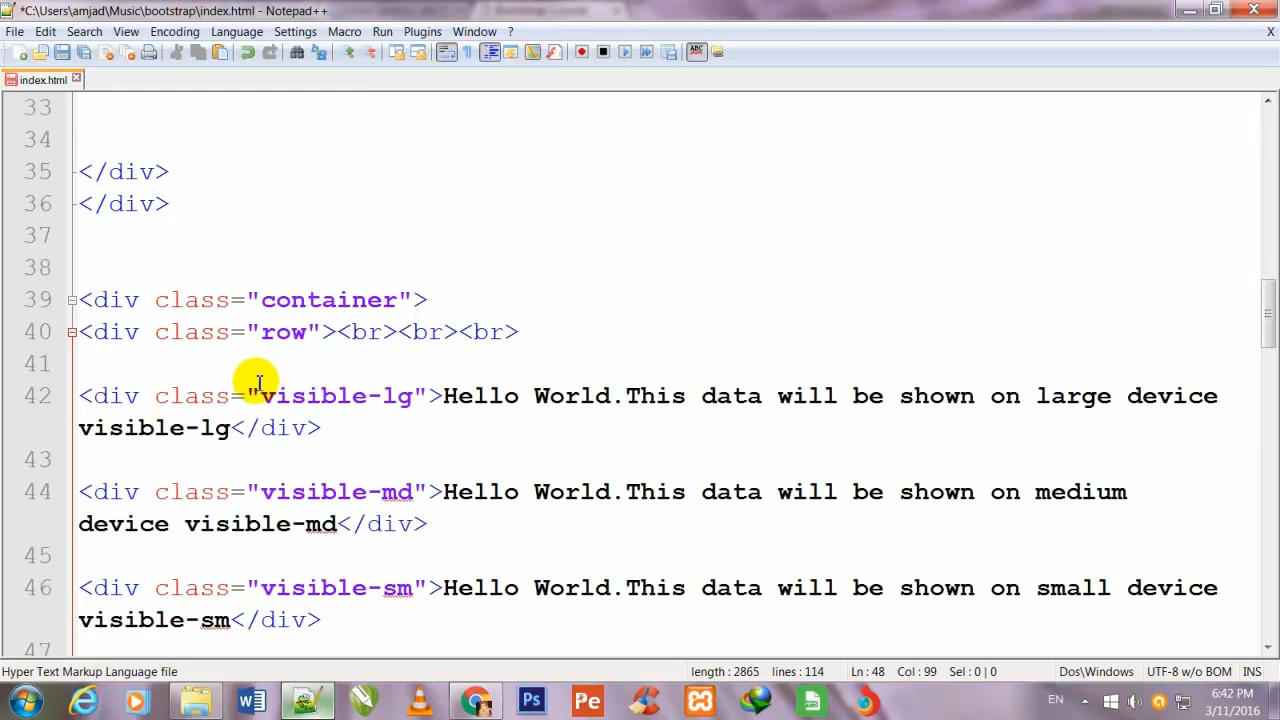 *C:\Users\amjad\Music\bootstrap\index.html - Notepad++
File Edit Search View Encoding Language Settings Macro Run Plugins Window ? X
index.html
33
34
35 </div>
36 </div>
37
38
39 <div class="container">
40 <div class="row"><br><br><br>
41
42 <div class="visible-lg">Hello World.This data will be shown on large device
visible-lg</div>
43
44 <div class="visible-md">Hello World.This data will be shown on medium
device visible-md</div>
45
46 <div class="visible-sm">Hello World.This data will be shown on small device
visible-sm</div>
47
Hyper Text Markup Language file length : 2865 lines : 114 Ln : 48 Col : 99 Sel : 0 | 0 Dos\Windows UTF-8 w/o BOM INS
Ps Pe EN 6:42 PM
3/11/2016